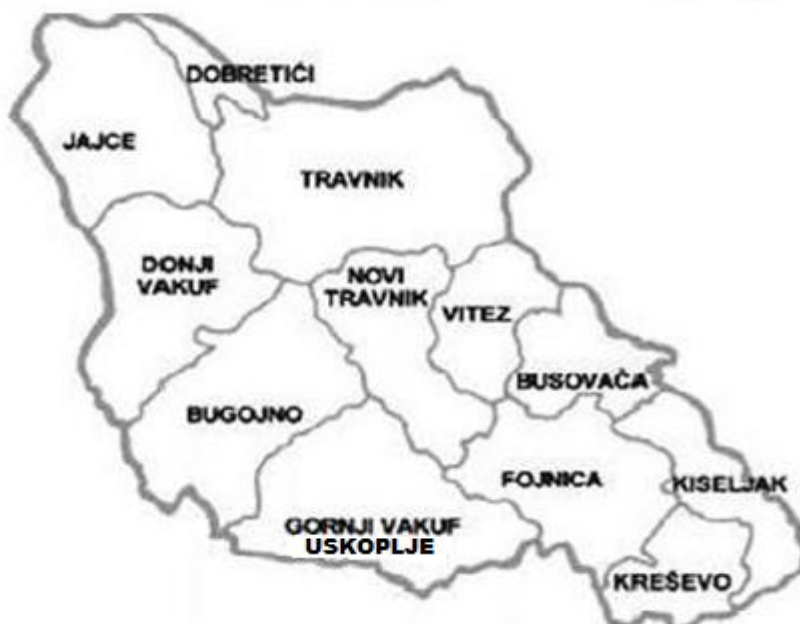 DOBRETIĆI
JAJCE
TRAVNIK
DONJI
VAKUF
NOVI
TRAVNIK
VITEZ
BUSOVAČA
BUGOJNO
FOJNICA
KISELJAK
GORNJI VAKUF
USKOPLJE
KREŠEVO